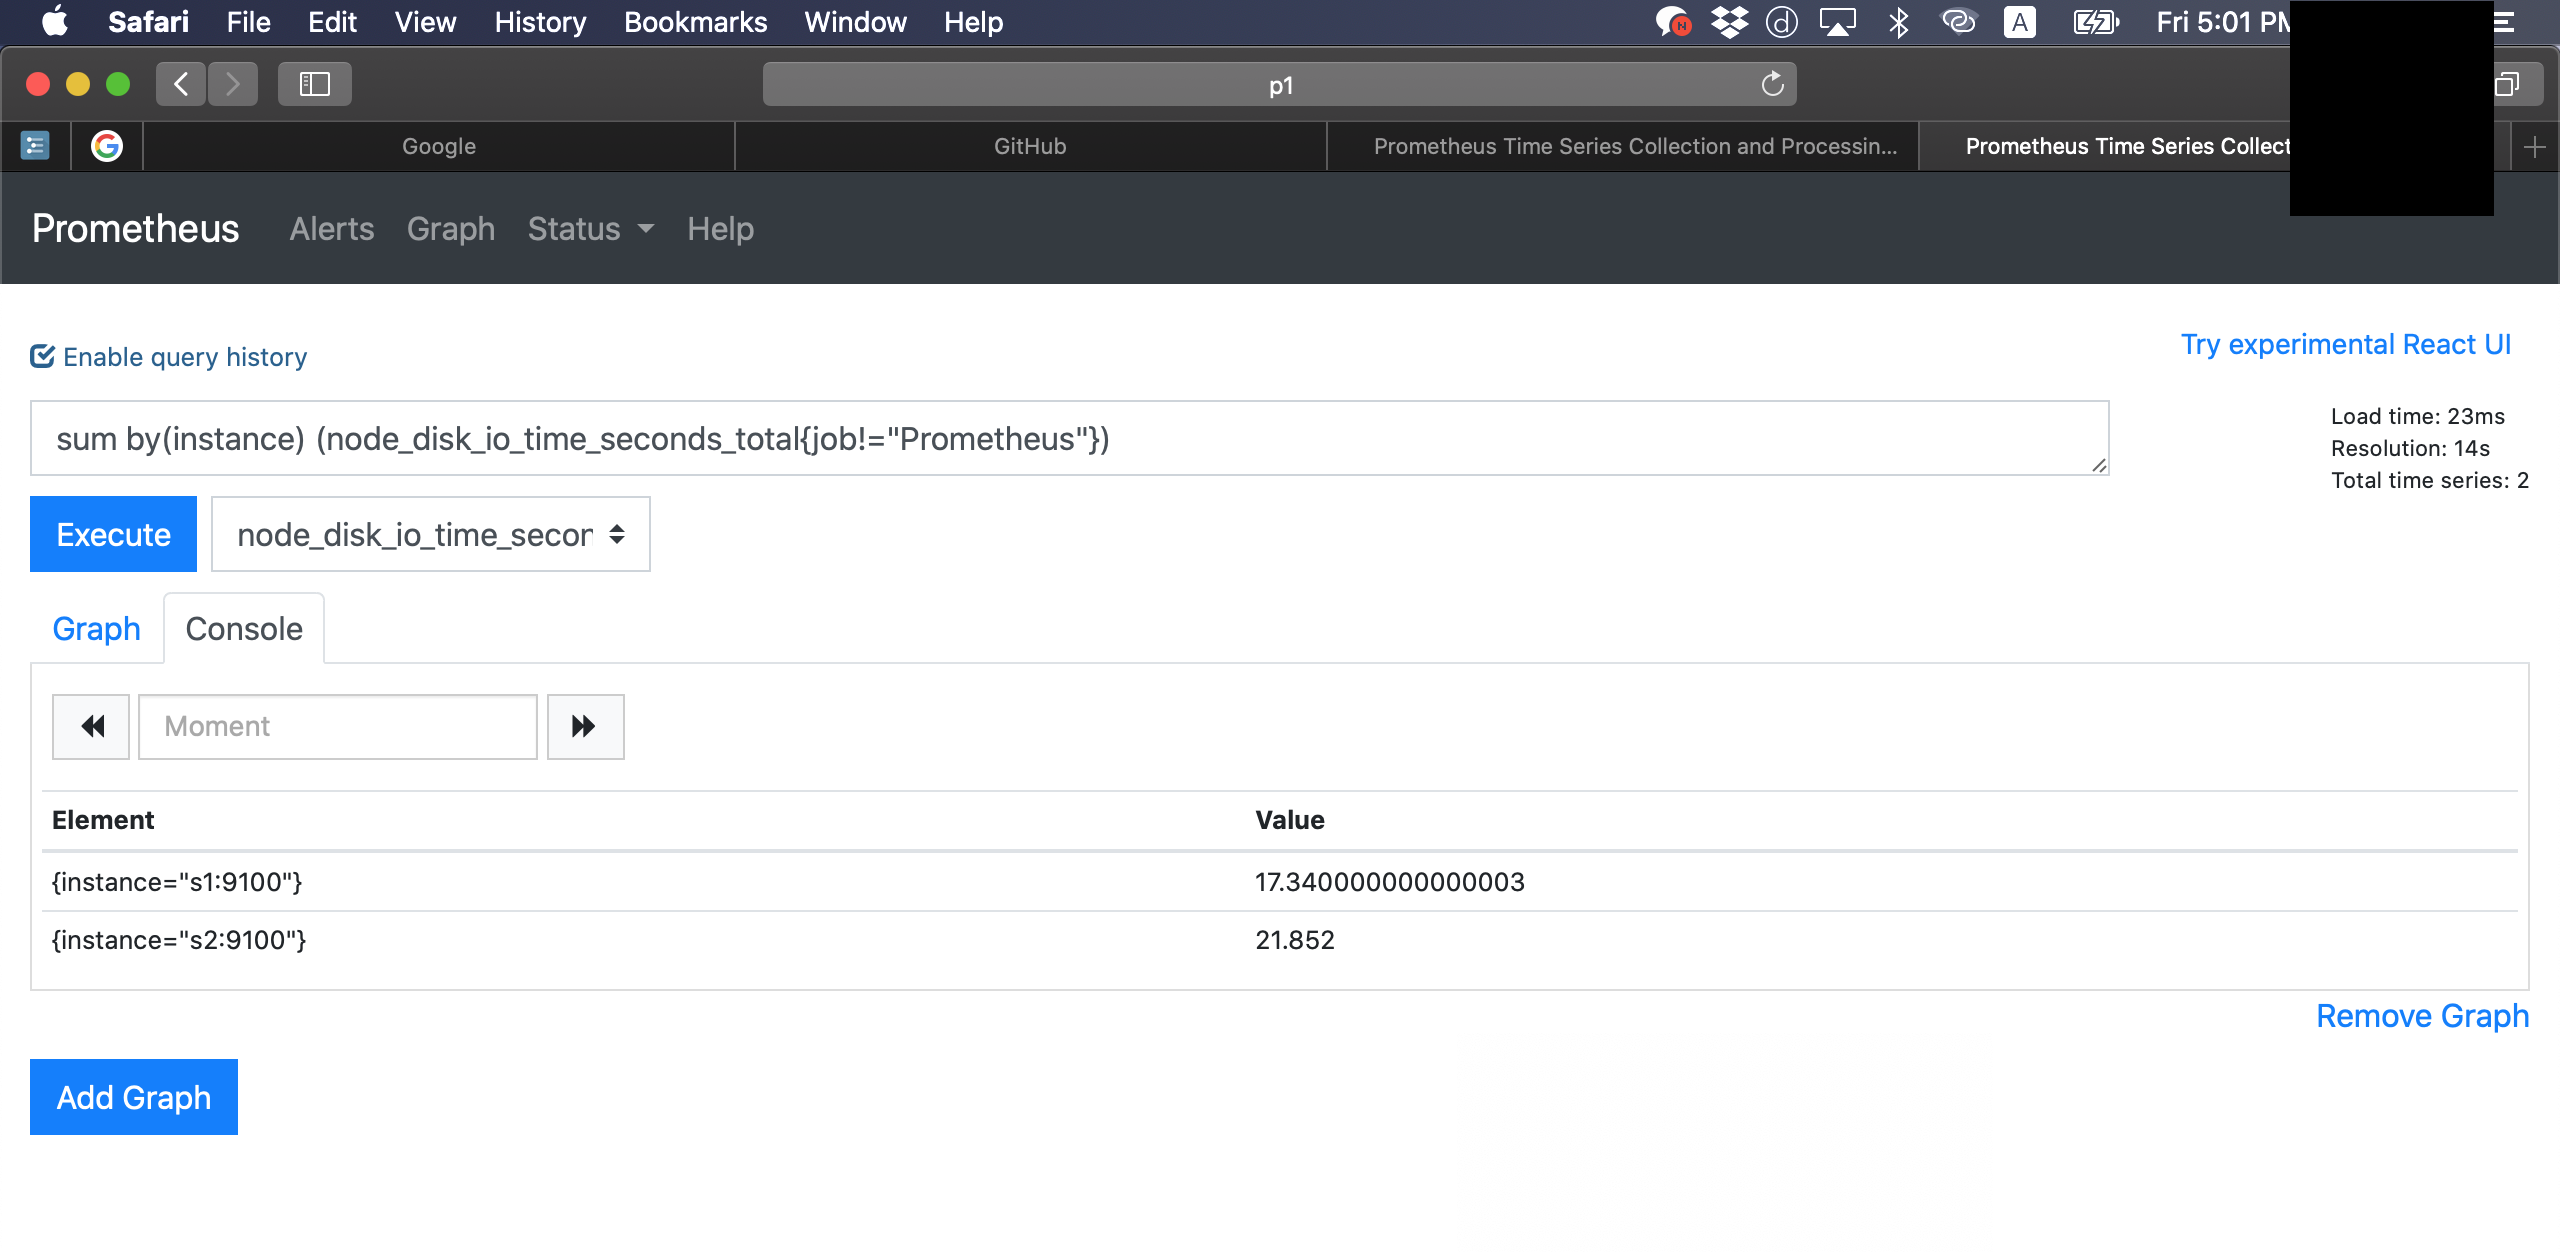 Safari File Edit View History Bookmarks Window Help A Fri 5:01 PM
p1
Google GitHub Prometheus Time Series Collection and Processin... Prometheus Time Series Collect
Prometheus Alerts Graph Status Help
Enable query history
Try experimental React UI
sum by(instance) (node_disk_io_time_seconds_total{job!="Prometheus"})
Load time: 23ms
Resolution: 14s
Total time series: 2
Execute node_disk_io_time_secon
Graph Console
Moment
Element Value
{instance="s1:9100"} 17.340000000000003
{instance="s2:9100"} 21.852
Remove Graph
Add Graph